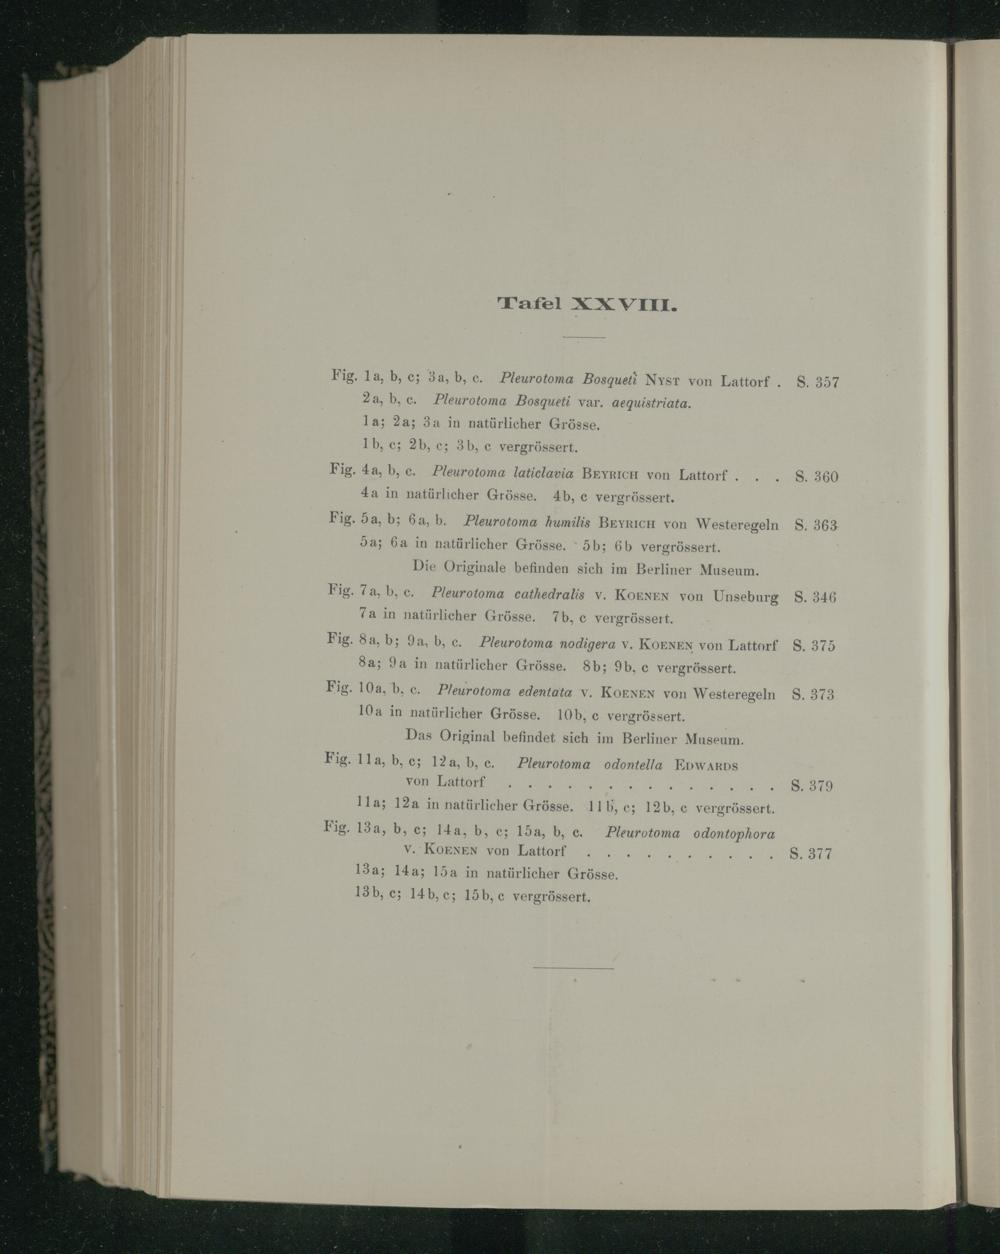 Tafel XXVIII.
Fig. 1a, b, c; 3a, b, c. Pleurotoma Bosqueti Nyst von Lattorf . S. 357
2a, b, c. Pleurotoma Bosqueti var. aequistriata.
1a; 2a; 3a in natürlicher Grösse.
1b, c; 2b, c; 3b, c vergrössert.
Fig. 4a, b, c. Pleurotoma laticlavia Beyrich von Lattorf . . . S. 360
4a in natürlicher Grösse. 4b, c vergrössert.
Fig. 5a, b; 6a, b. Pleurotoma humilis Beyrich von Westeregeln S. 363
5a; 6a in natürlicher Grösse. 5b; 6b vergrössert.
Die Originale befinden sich im Berliner Museum.
Fig. 7a, b, c. Pleurotoma cathedralis v. Koenen von Unseburg S. 346
7a in natürlicher Grösse. 7b, c vergrössert.
Fig. 8a, b; 9a, b, c. Pleurotoma nodigera v. Koenen von Lattorf S. 375
8a; 9a in natürlicher Grösse. 8b; 9b, c vergrössert.
Fig. 10a, b, c. Pleurotoma edentata v. Koenen von Westeregeln S. 373
10a in natürlicher Grösse. 10b, c vergrössert.
Das Original befindet sich im Berliner Museum.
Fig. 11a, b, c; 12a, b, c. Pleurotoma odontella Edwards
von Lattorf . . . . . . . . . . . . . . S. 379
11a; 12a in natürlicher Grösse. 11b, c; 12b, c vergrössert.
Fig. 13a, b, c; 14a, b, c; 15a, b, c. Pleurotoma odontophora
v. Koenen von Lattorf . . . . . . . . . . S. 377
13a; 14a; 15a in natürlicher Grösse.
13b, c; 14b, c; 15b, c vergrössert.